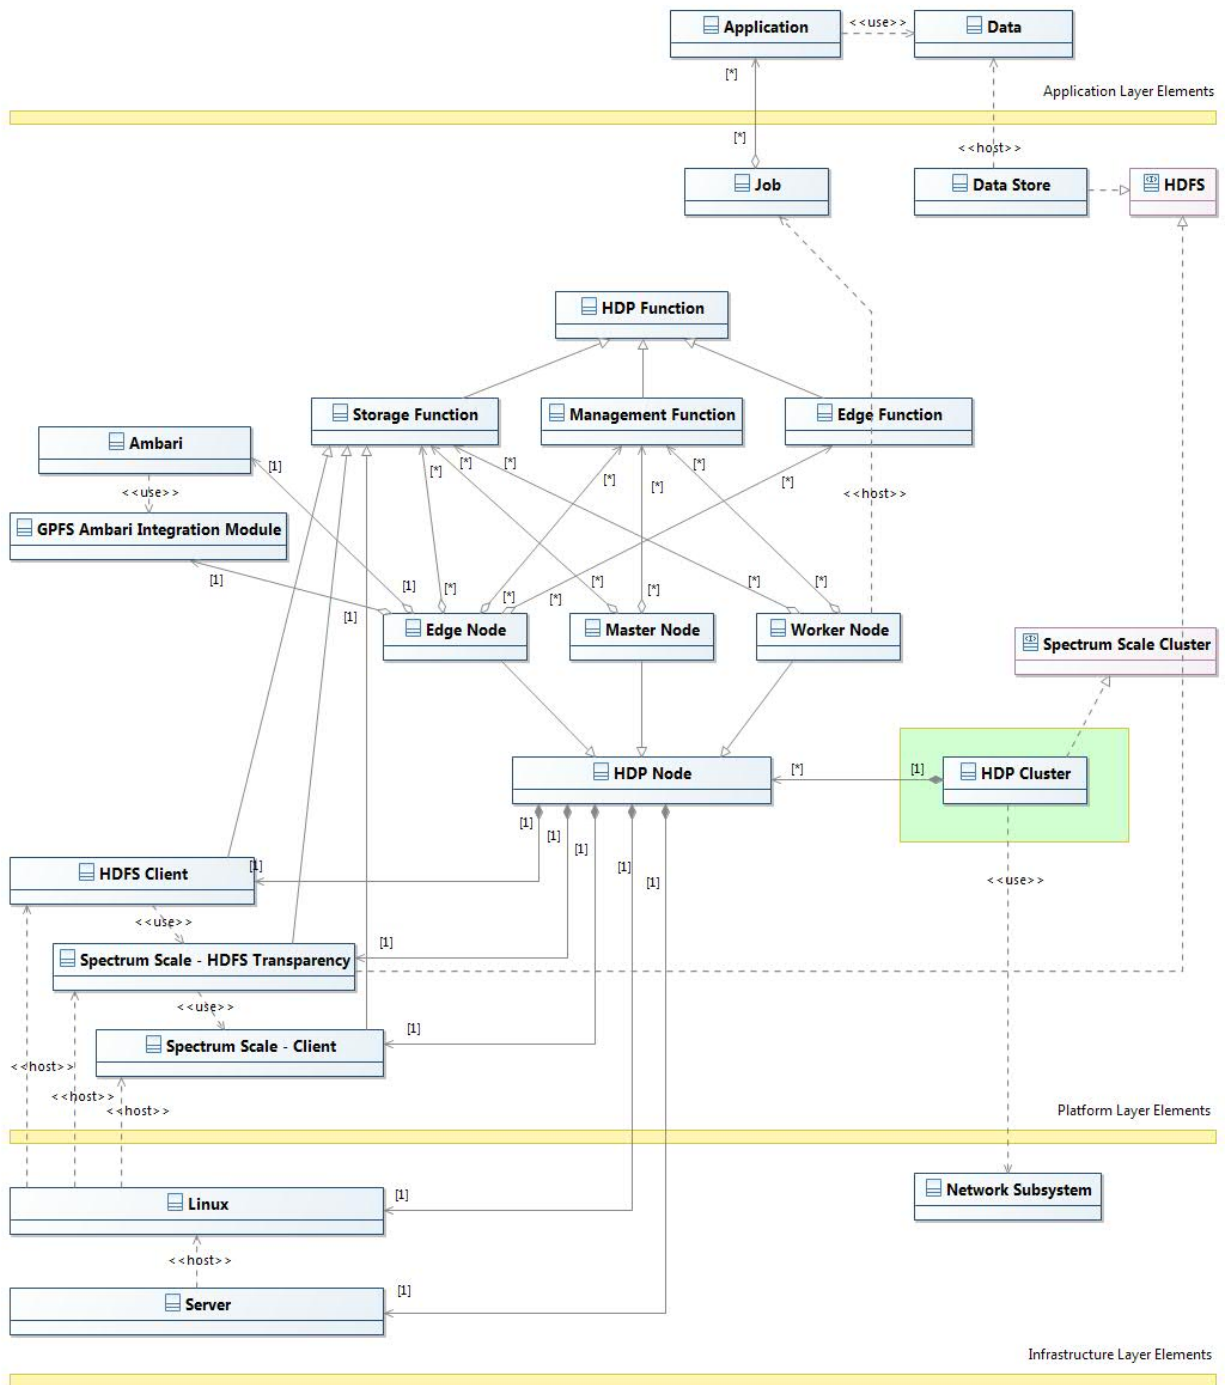 Application
<<use>>
Data
[*]
Application Layer Elements
[*]
<<host>>
Job
Data Store
HDFS
HDP Function
Storage Function
Management Function
Edge Function
Ambari
[1]
[*]
[*]
[*]
[*]
[*]
[*]
[*]
<<use>>
<<host>>
GPFS Ambari Integration Module
[1]
[1]
[*]
[*]
[*]
[*]
[*]
[*]
[*]
[1]
Edge Node
Master Node
Worker Node
Spectrum Scale Cluster
HDP Node
[*]
[1]
HDP Cluster
[1]
[1]
[1]
[1]
[1]
HDFS Client
[1]
<<use>>
<<use>>
Spectrum Scale - HDFS Transparency
[1]
<<use>>
Spectrum Scale - Client
[1]
<<host>>
<<host>>
<<host>>
Platform Layer Elements
Linux
[1]
Network Subsystem
<<host>>
Server
[1]
Infrastructure Layer Elements